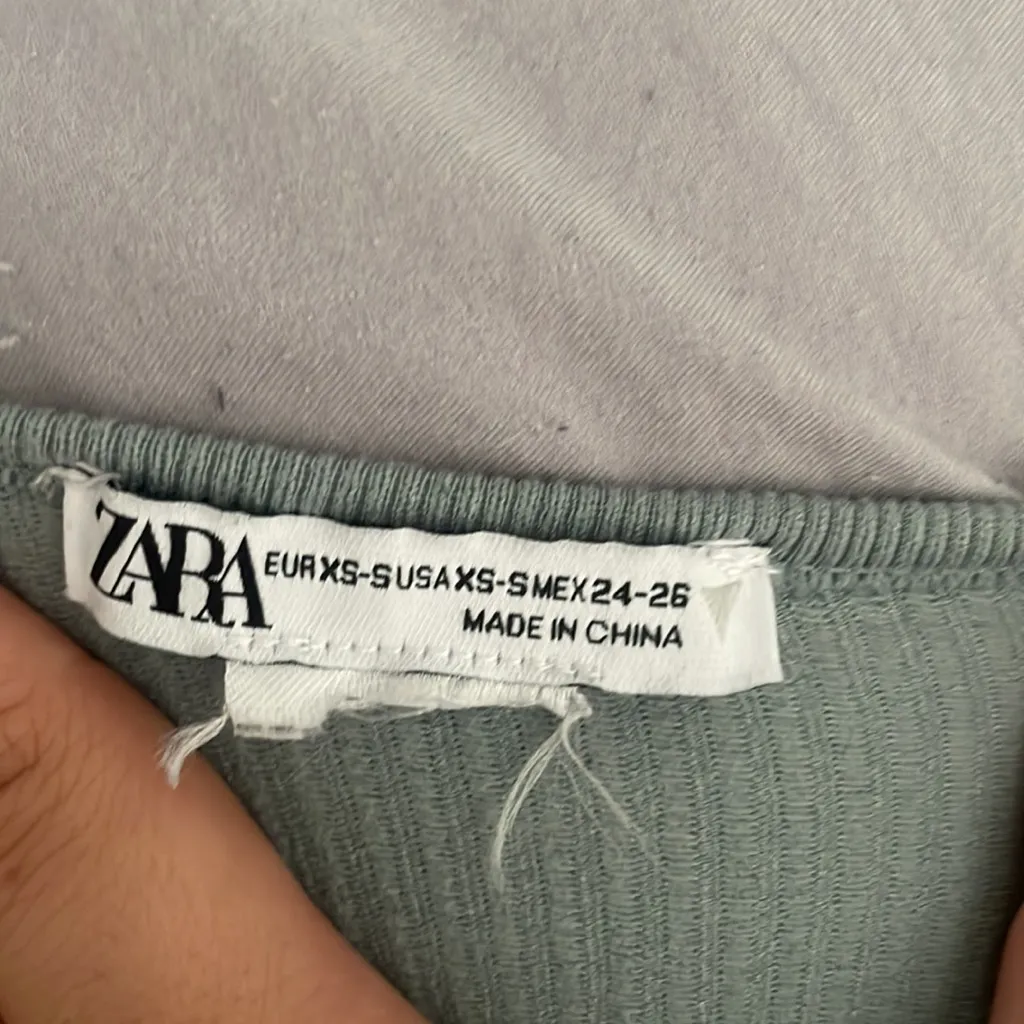 ZARA
EUR XS-S USA XS-S MEX 24-26
MADE IN CHINA